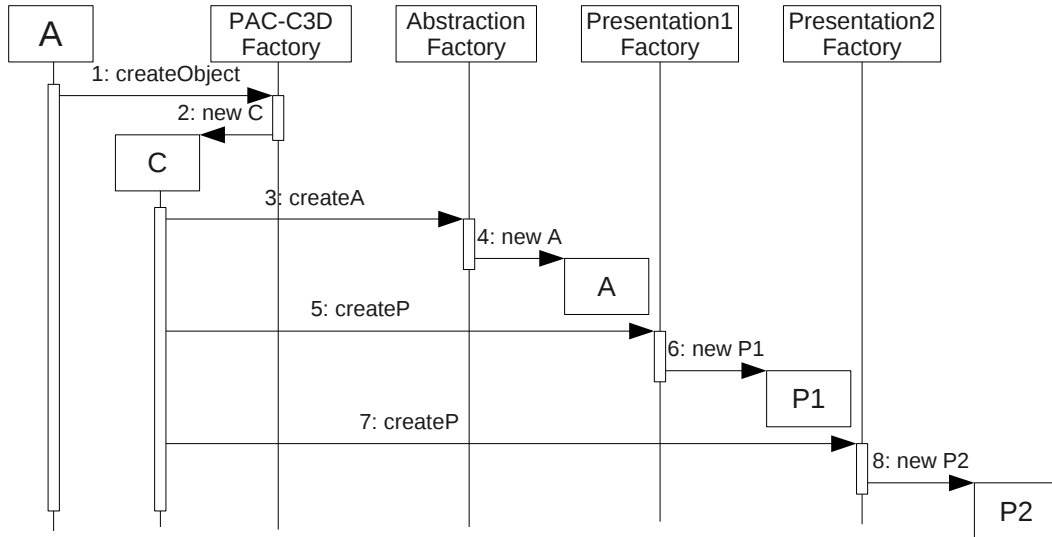 A
PAC-C3D
Factory
Abstraction
Factory
Presentation1
Factory
Presentation2
Factory
1: createObject
2: new C
C
3: createA
4: new A
A
5: createP
6: new P1
P1
7: createP
8: new P2
P2